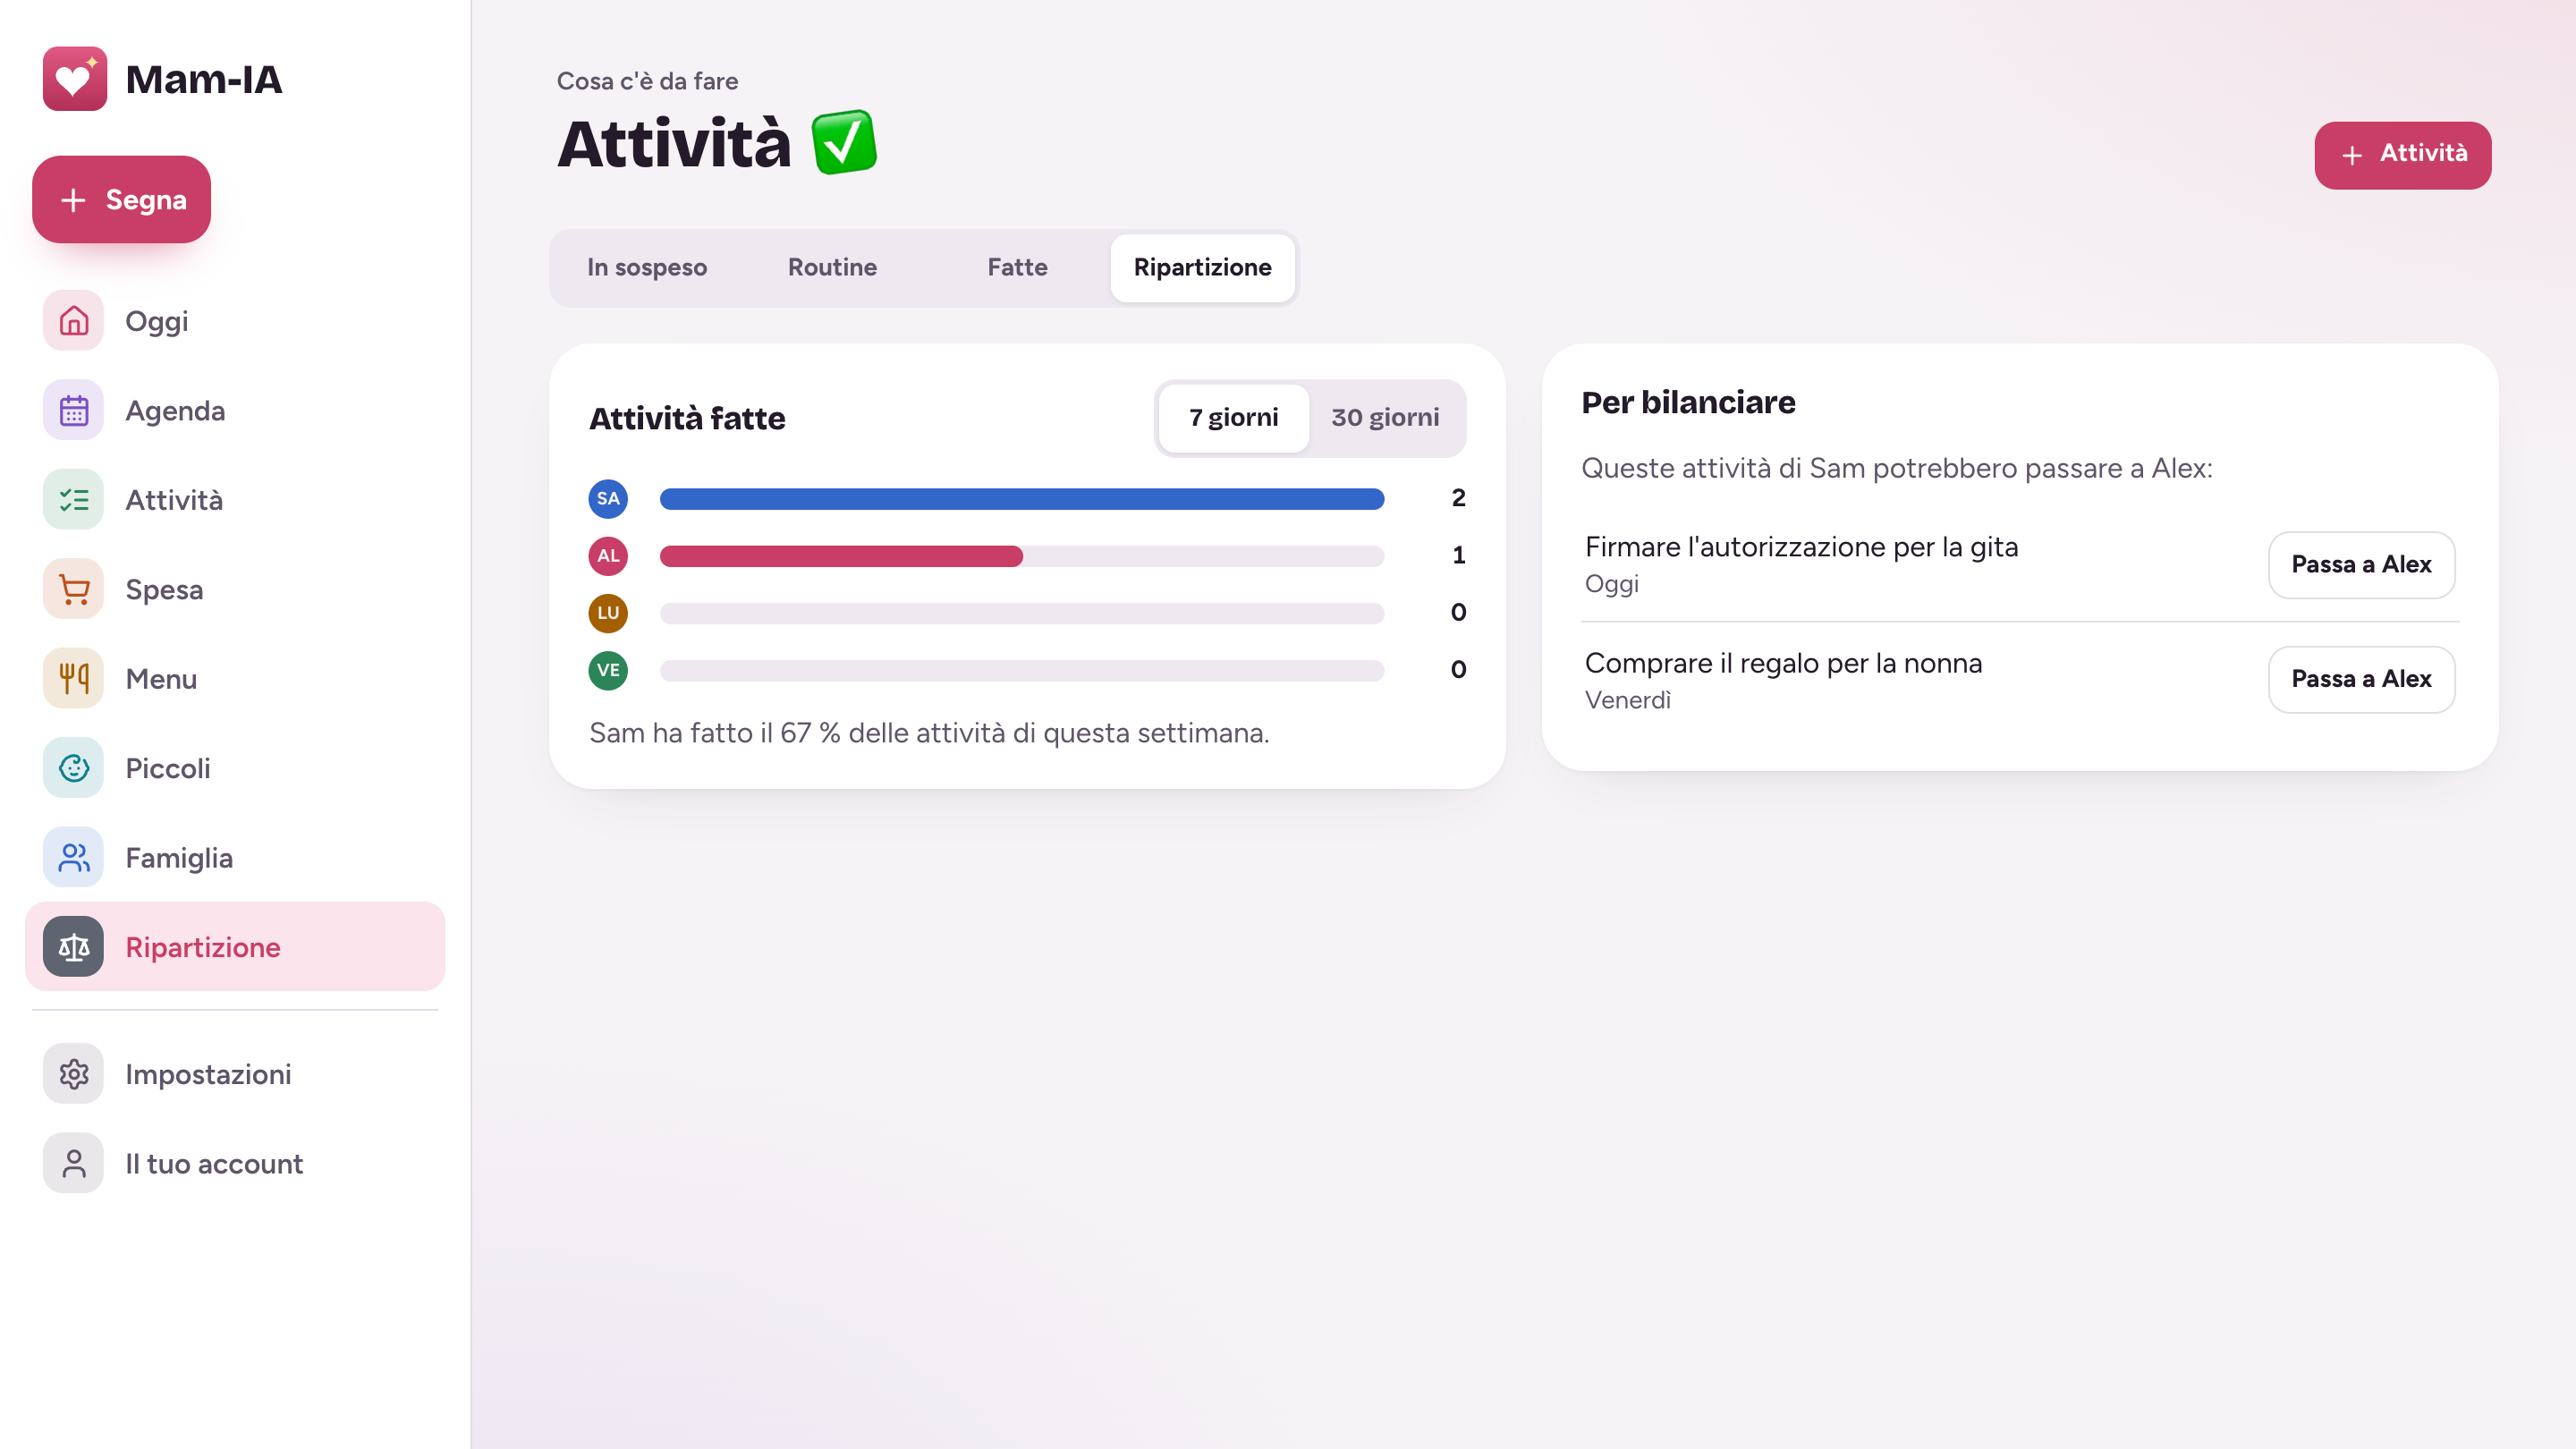 Mam-IA
Segna
Oggi
Agenda
Attività
Spesa
Menu
Piccoli
Famiglia
Ripartizione
Impostazioni
Il tuo account
Cosa c'è da fare
Attività
Attività
In sospeso
Routine
Fatte
Ripartizione
Attività fatte
7 giorni
30 giorni
SA
2
AL
1
LU
0
VE
0
Sam ha fatto il 67 % delle attività di questa settimana.
Per bilanciare
Queste attività di Sam potrebbero passare a Alex:
Firmare l'autorizzazione per la gita
Oggi
Passa a Alex
Comprare il regalo per la nonna
Venerdì
Passa a Alex